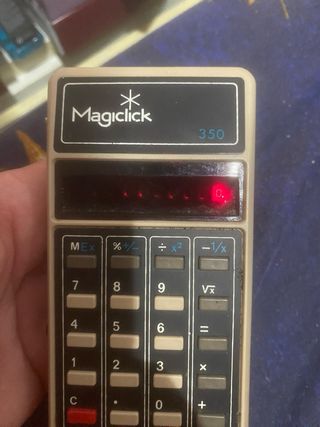 Magiclick
350
0
MEx %+/- ÷x² −1/x
7 8 9 √x
4 5 6 =
1 2 3 ×
C . 0 +